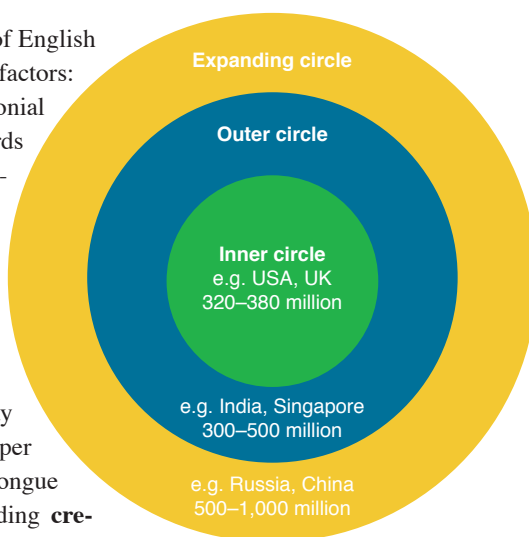 of English
factors:
onial
rds
–
y
per
ongue
ding cre-
Expanding circle
Outer circle
Inner circle
e.g. USA, UK
320–380 million
e.g. India, Singapore
300–500 million
e.g. Russia, China
500–1,000 million